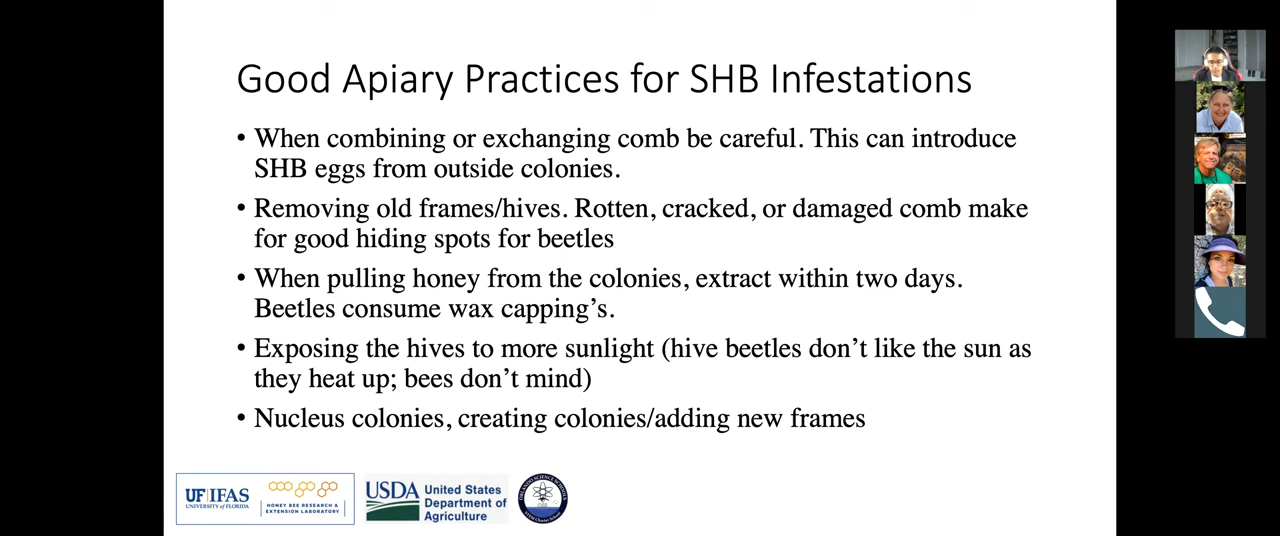 Good Apiary Practices for SHB Infestations
• When combining or exchanging comb be careful. This can introduce
SHB eggs from outside colonies.
• Removing old frames/hives. Rotten, cracked, or damaged comb make
for good hiding spots for beetles
• When pulling honey from the colonies, extract within two days.
Beetles consume wax capping’s.
• Exposing the hives to more sunlight (hive beetles don’t like the sun as
they heat up; bees don’t mind)
• Nucleus colonies, creating colonies/adding new frames
UF|IFAS
UNIVERSITY of FLORIDA
HONEY BEE RESEARCH &
EXTENSION LABORATORY
USDA
United States
Department of
Agriculture
ORLANDO SCIENCE SCHOOLS